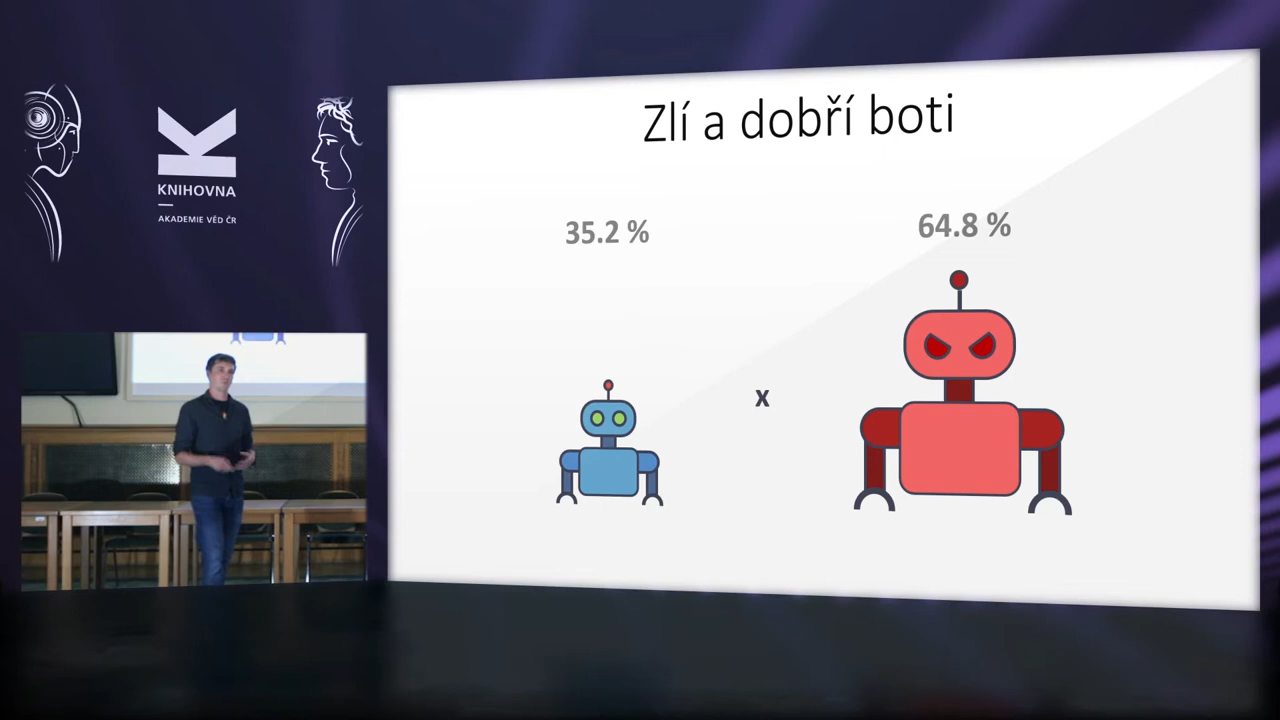 KNIHOVNA
AKADEMIE VĚD ČR
Zlí a dobří boti
35.2 %
64.8 %
x